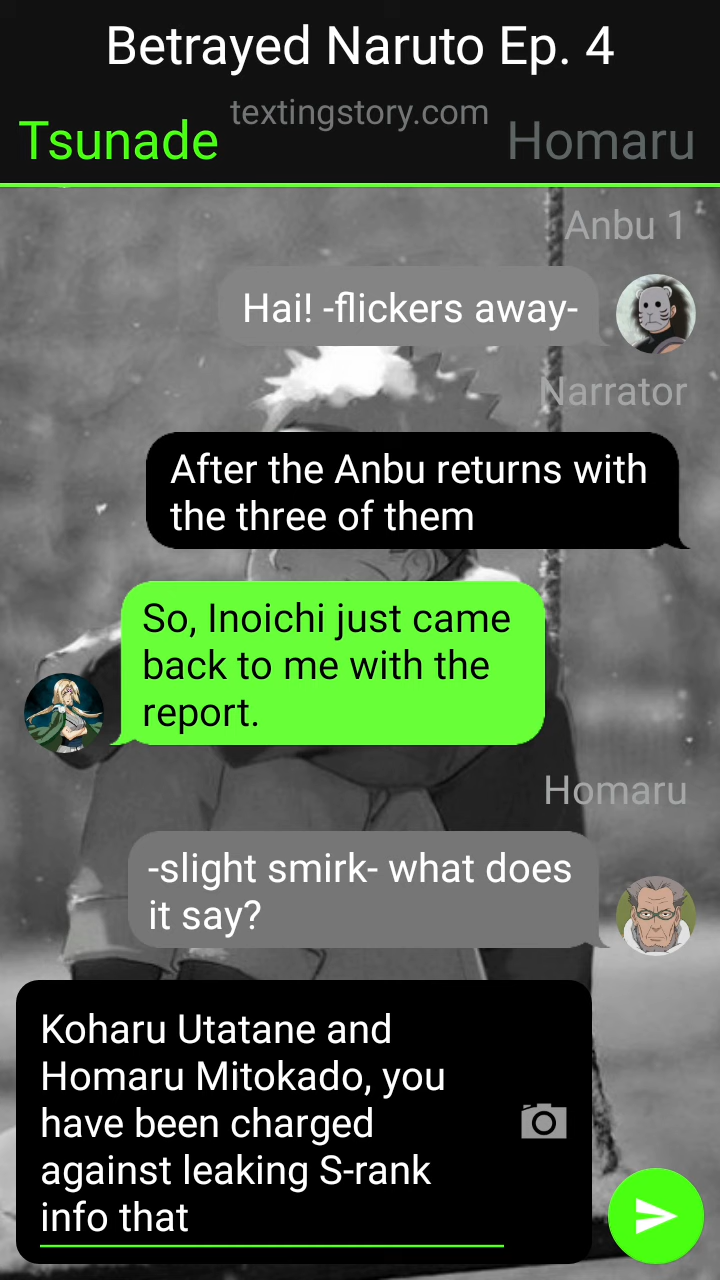 Betrayed Naruto Ep. 4
textingstory.com
Tsunade
Homaru
Anbu 1
Hai! -flickers away-
Narrator
After the Anbu returns with
the three of them
So, Inoichi just came
back to me with the
report.
Homaru
-slight smirk- what does
it say?
Koharu Utatane and
Homaru Mitokado, you
have been charged
against leaking S-rank
info that